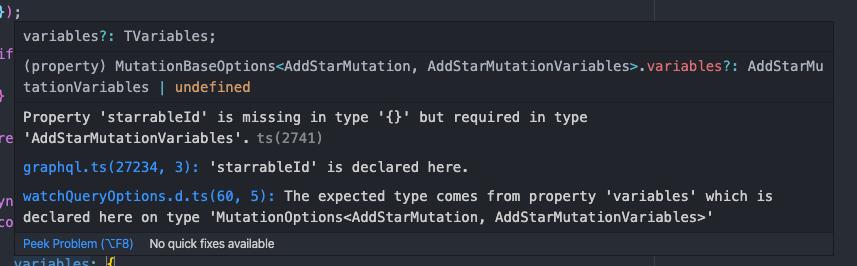 });
variables?: TVariables;
if
(property) MutationBaseOptions<AddStarMutation, AddStarMutationVariables>.variables?: AddStarMu
tationVariables | undefined
}
Property 'starrableId' is missing in type '{}' but required in type
re
'AddStarMutationVariables'. ts(2741)
graphql.ts(27234, 3): 'starrableId' is declared here.
yn
watchQueryOptions.d.ts(60, 5): The expected type comes from property 'variables' which is
co
declared here on type 'MutationOptions<AddStarMutation, AddStarMutationVariables>'
Peek Problem (⌥F8) No quick fixes available
variables: {